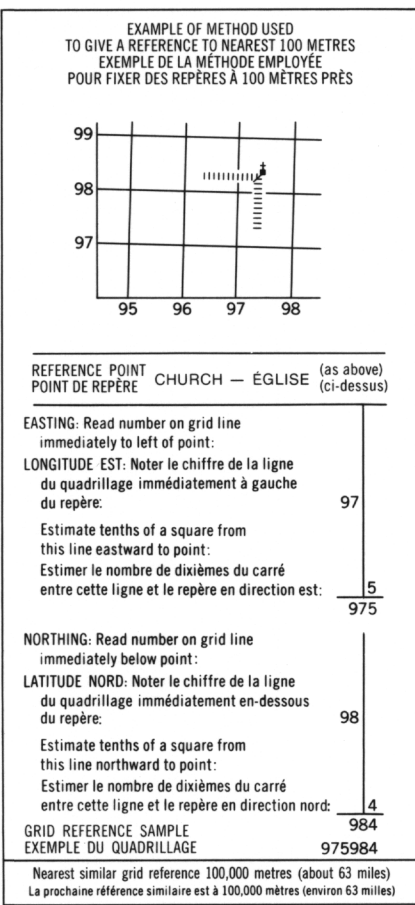 EXAMPLE OF METHOD USED
TO GIVE A REFERENCE TO NEAREST 100 METRES
EXEMPLE DE LA MÉTHODE EMPLOYÉE
POUR FIXER DES REPÈRES À 100 MÈTRES PRÈS
99
98
97
95 96 97 98
REFERENCE POINT
POINT DE REPÈRE
CHURCH — ÉGLISE
(as above)
(ci-dessus)
EASTING: Read number on grid line
immediately to left of point:
LONGITUDE EST: Noter le chiffre de la ligne
du quadrillage immédiatement à gauche
du repère: 97
Estimate tenths of a square from
this line eastward to point:
Estimer le nombre de dixièmes du carré
entre cette ligne et le repère en direction est: 5
975
NORTHING: Read number on grid line
immediately below point:
LATITUDE NORD: Noter le chiffre de la ligne
du quadrillage immédiatement en-dessous
du repère: 98
Estimate tenths of a square from
this line northward to point:
Estimer le nombre de dixièmes du carré
entre cette ligne et le repère en direction nord: 4
984
GRID REFERENCE SAMPLE
EXEMPLE DU QUADRILLAGE 975984
Nearest similar grid reference 100,000 metres (about 63 miles)
La prochaine référence similaire est à 100,000 mètres (environ 63 milles)